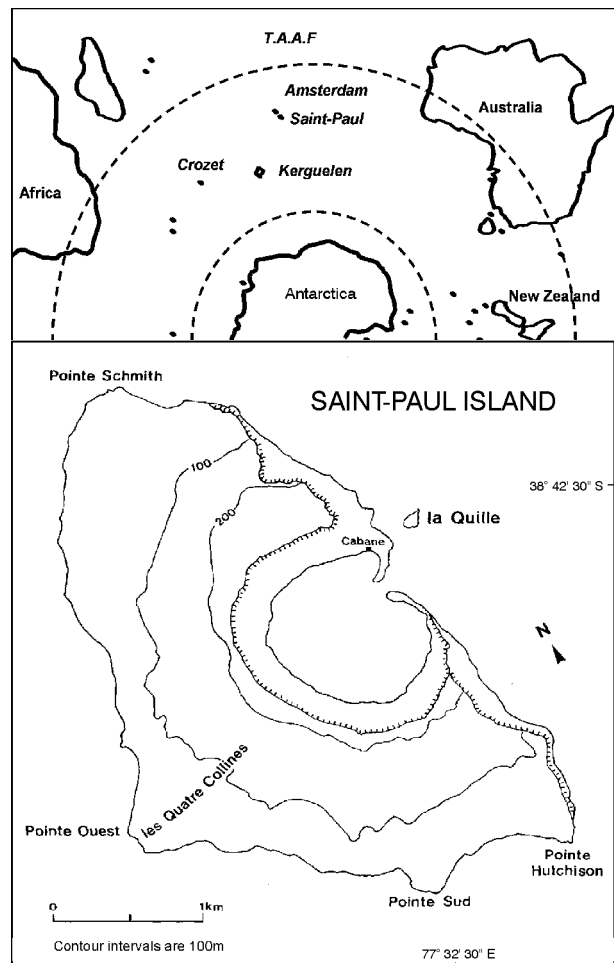 T.A.A.F
Amsterdam
Saint-Paul
Australia
Crozet
Kerguelen
Africa
Antarctica
New Zealand
Pointe Schmith
SAINT-PAUL ISLAND
100
38° 42' 30" S
200
la Quille
Cabane
N
les Quatre Collines
Pointe Ouest
Pointe
Hutchison
Pointe Sud
0 1km
Contour intervals are 100m
77° 32' 30" E